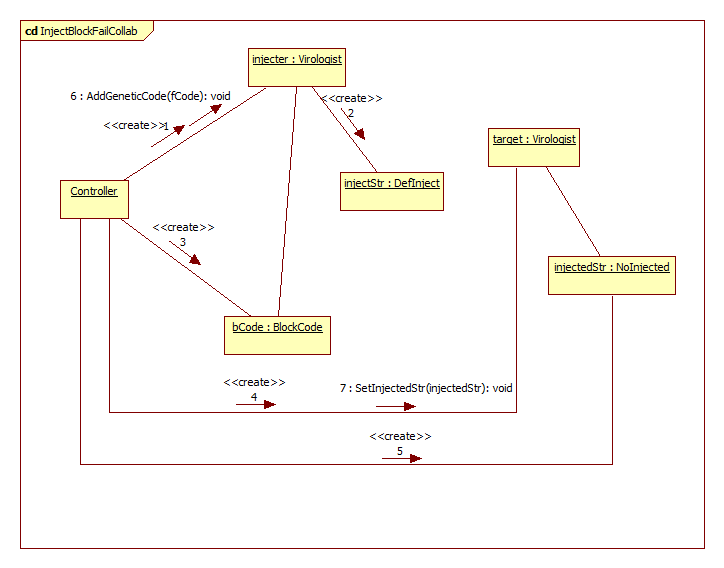 cd InjectBlockFailCollab
injecter : Virologist
6 : AddGeneticCode(fCode): void
<<create>>
1
<<create>>
2
target : Virologist
injectStr : DefInject
Controller
<<create>>
3
injectedStr : NoInjected
bCode : BlockCode
<<create>>
4
7 : SetInjectedStr(injectedStr): void
<<create>>
5